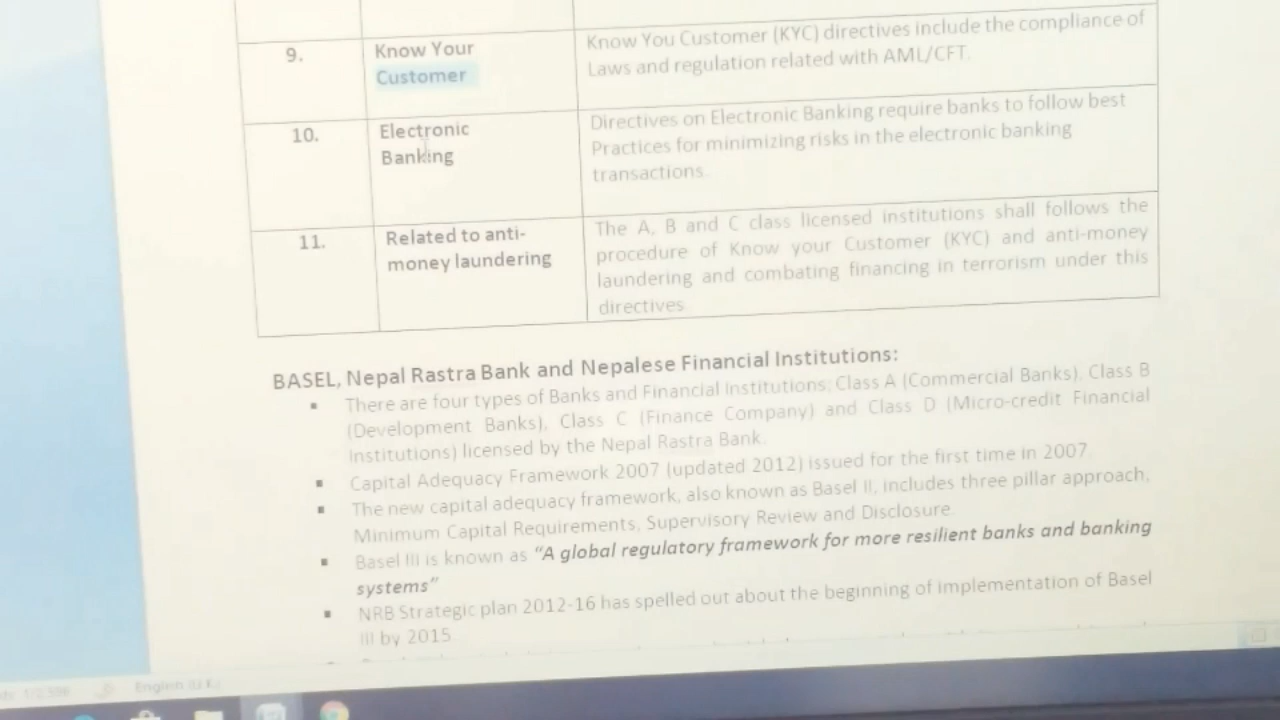 9.
Know Your
Customer
Know You Customer (KYC) directives include the compliance of
Laws and regulation related with AML/CFT.
10.
Electronic
Banking
Directives on Electronic Banking require banks to follow best
Practices for minimizing risks in the electronic banking
transactions.
11.
Related to anti-
money laundering
The A, B and C class licensed institutions shall follows the
procedure of Know your Customer (KYC) and anti-money
laundering and combating financing in terrorism under this
directives
BASEL, Nepal Rastra Bank and Nepalese Financial Institutions:
▪ There are four types of Banks and Financial Institutions; Class A (Commercial Banks), Class B
(Development Banks), Class C (Finance Company) and Class D (Micro-credit Financial
Institutions) licensed by the Nepal Rastra Bank.
▪ Capital Adequacy Framework 2007 (updated 2012) issued for the first time in 2007
▪ The new capital adequacy framework, also known as Basel II, includes three pillar approach,
Minimum Capital Requirements, Supervisory Review and Disclosure
▪ Basel III is known as “A global regulatory framework for more resilient banks and banking
systems”
▪ NRB Strategic plan 2012-16 has spelled out about the beginning of implementation of Basel
III by 2015
English